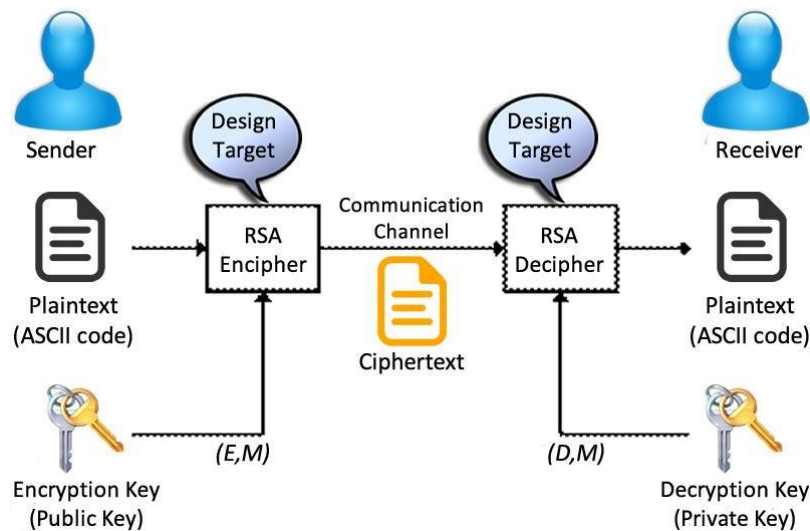 Design
Target
Design
Target
Sender
Receiver
Communication
Channel
RSA
Encipher
RSA
Decipher
Plaintext
(ASCII code)
Ciphertext
Plaintext
(ASCII code)
(E,M)
(D,M)
Encryption Key
(Public Key)
Decryption Key
(Private Key)